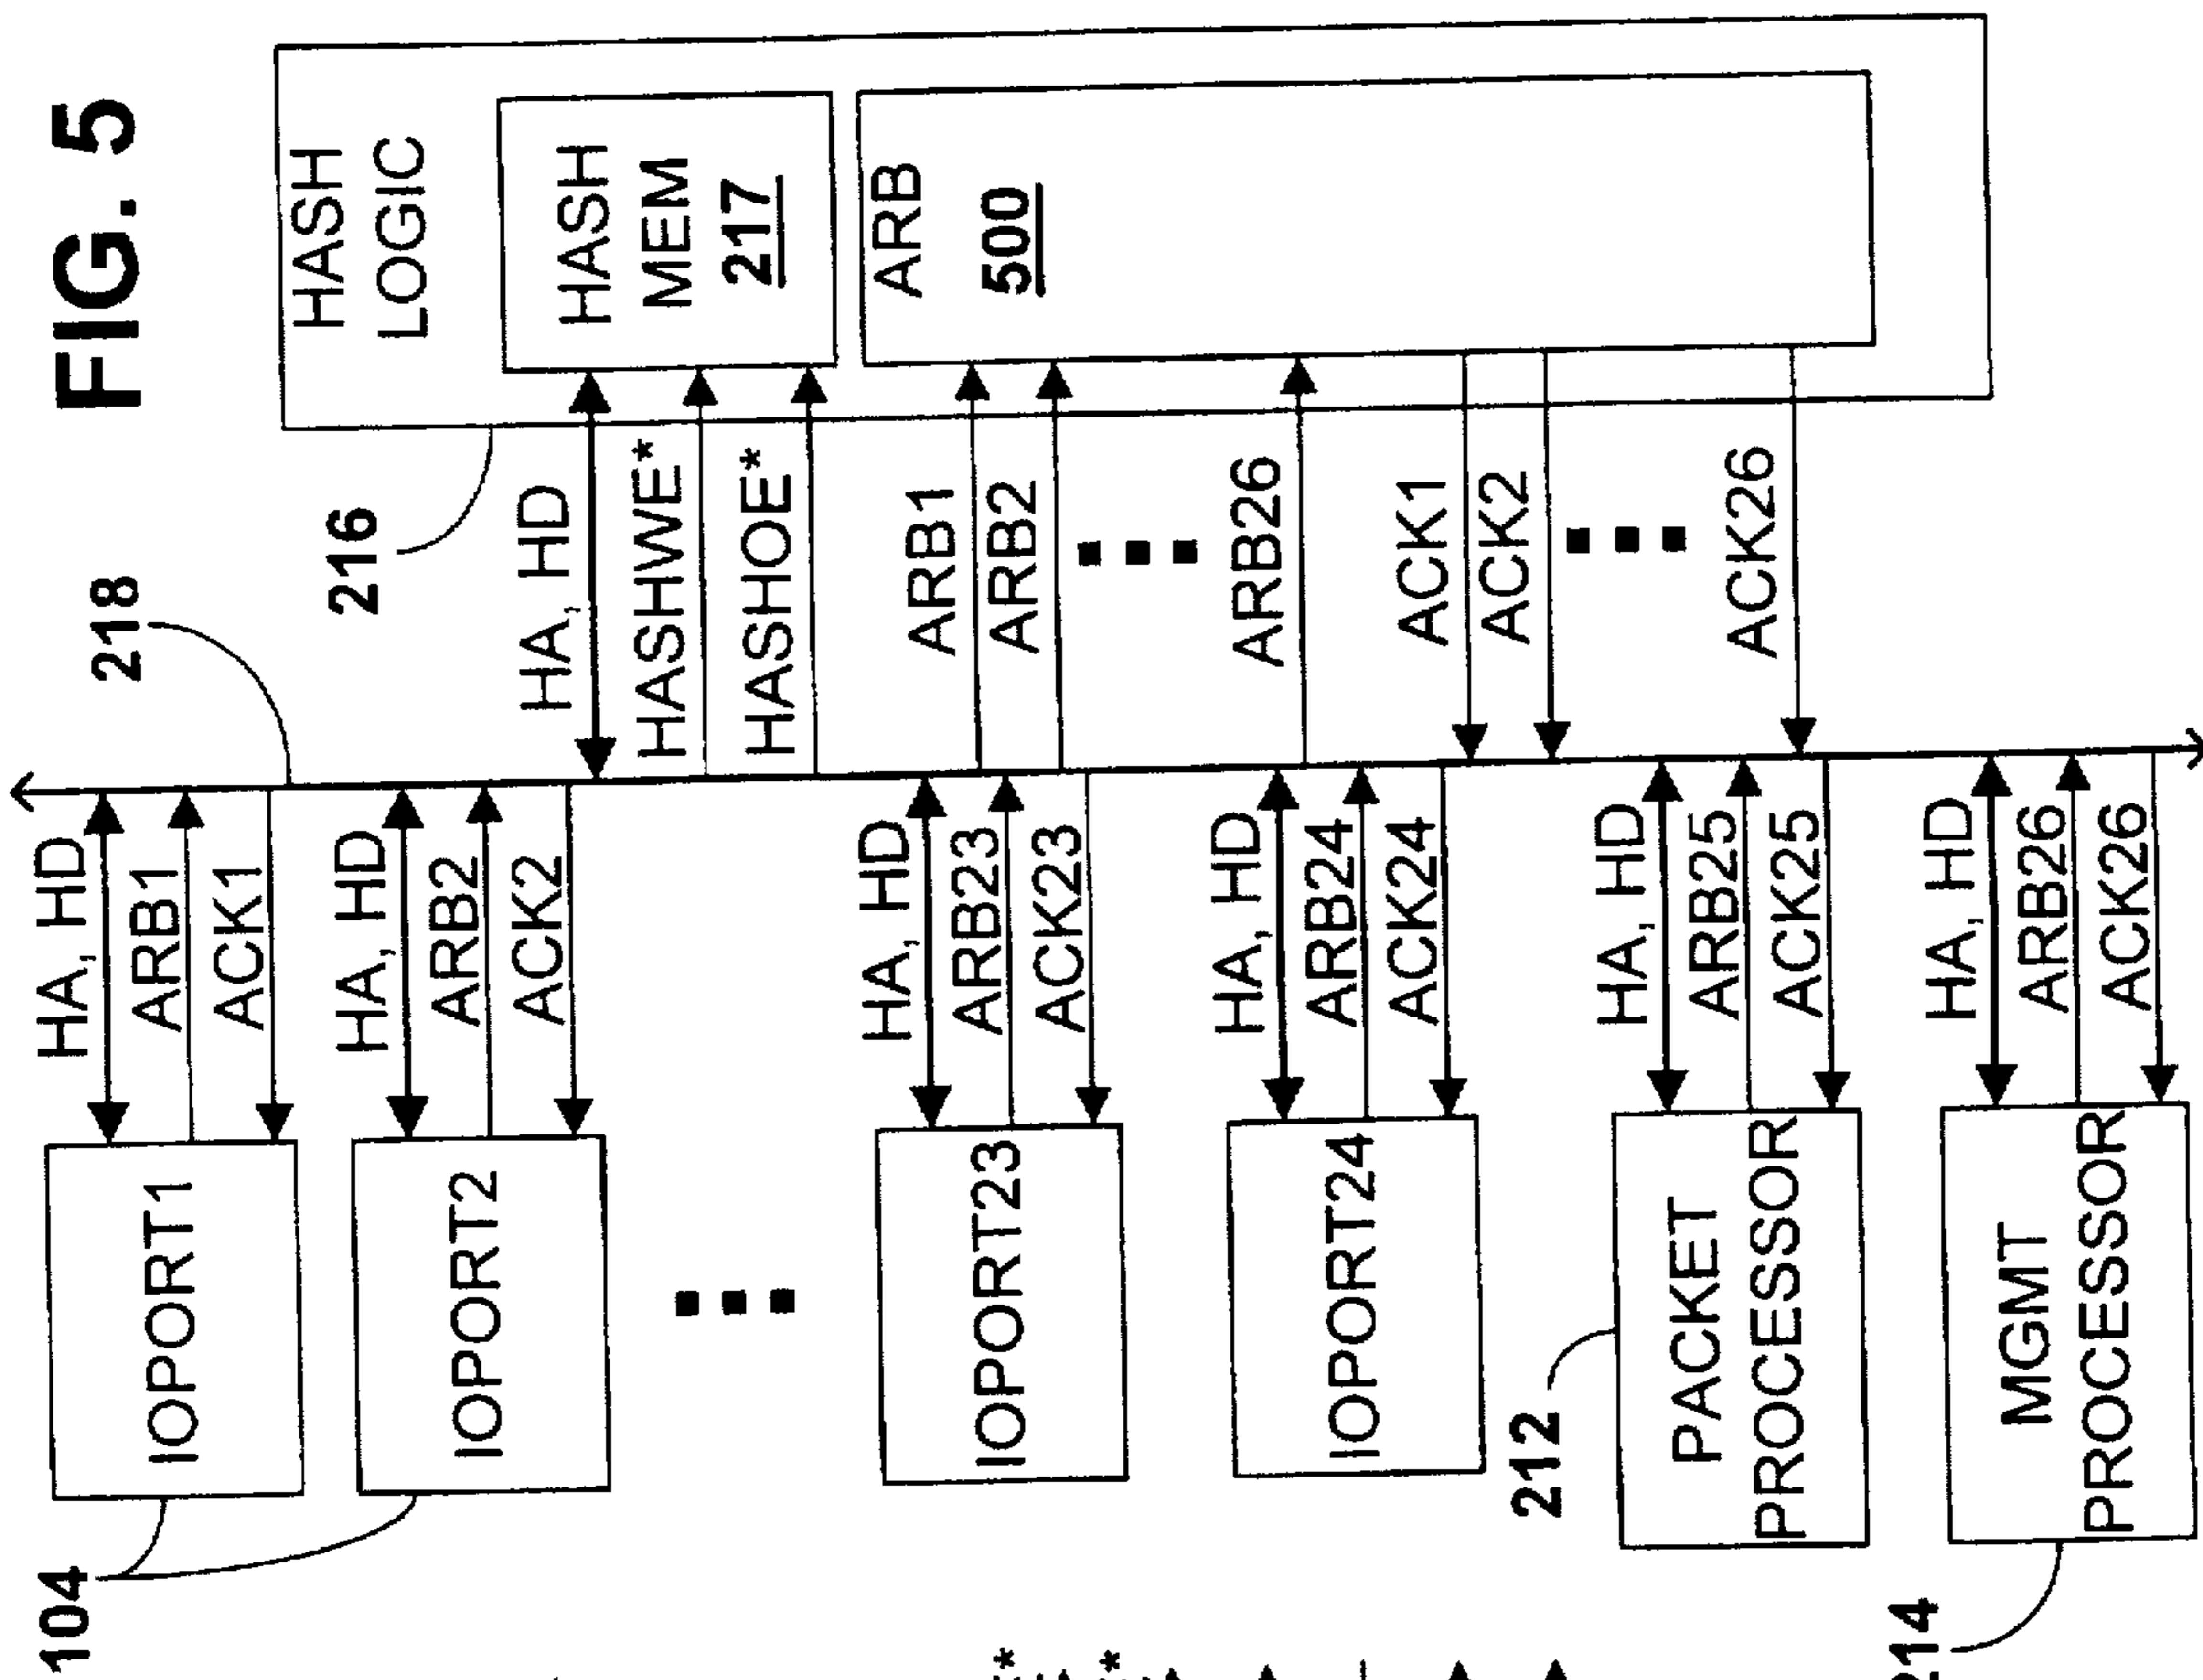 FIG. 5
HASH
LOGIC
HASH
MEM
217
ARB
500
216
218
HA, HD
HASHWE*
HASHOE*
ARB1
ARB2
ARB26
ACK1
ACK2
ACK26
HA, HD
ARB1
ACK1
HA, HD
ARB2
ACK2
HA, HD
ARB23
ACK23
HA, HD
ARB24
ACK24
HA, HD
ARB25
ACK25
HA, HD
ARB26
ACK26
IOPORT1
IOPORT2
IOPORT23
IOPORT24
PACKET
PROCESSOR
MGMT
PROCESSOR
104
212
214
*
*